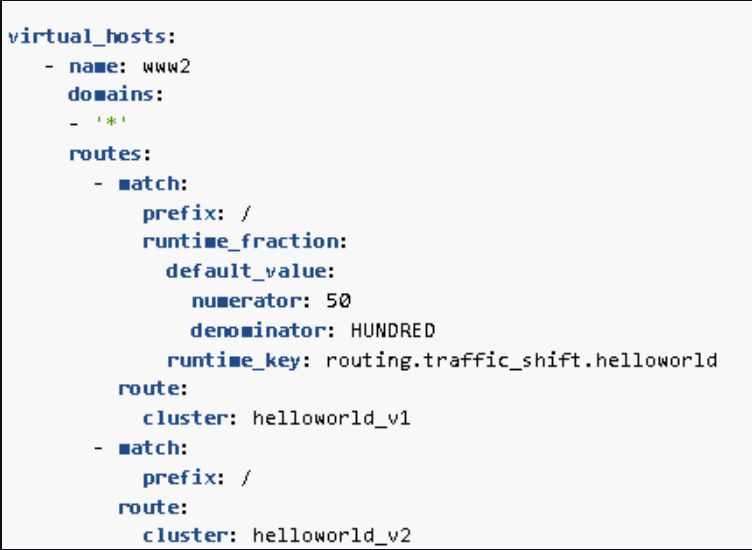 virtual_hosts:
- name: www2
domains:
- '*'
routes:
- match:
prefix: /
runtime_fraction:
default_value:
numerator: 50
denominator: HUNDRED
runtime_key: routing.traffic_shift.helloworld
route:
cluster: helloworld_v1
- match:
prefix: /
route:
cluster: helloworld_v2